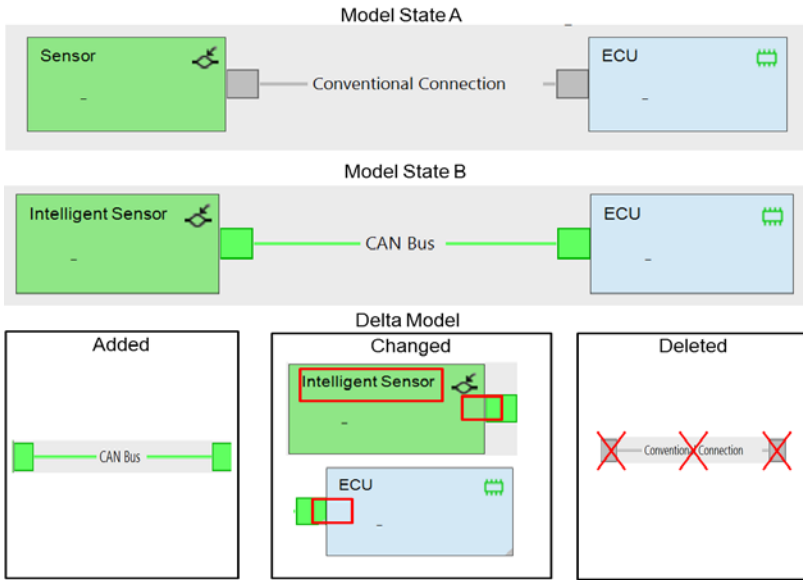 Model State A
Sensor
ECU
Conventional Connection
Model State B
Intelligent Sensor
ECU
CAN Bus
Delta Model
Added
Changed
Deleted
Intelligent Sensor
CAN Bus
Conventional Connection
ECU